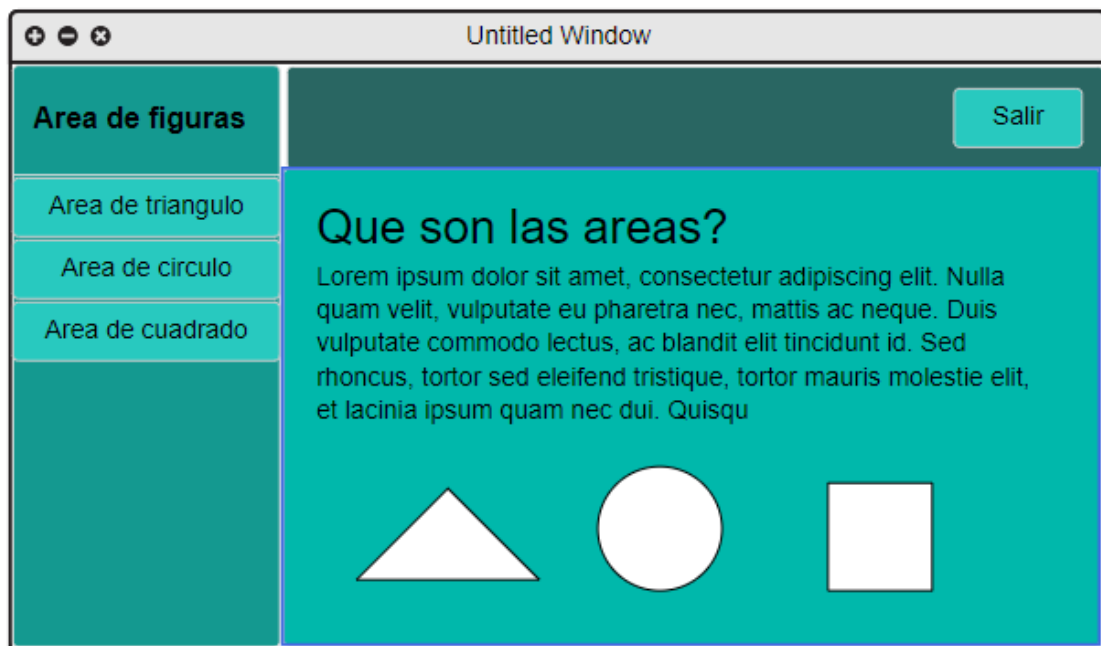 Untitled Window
Area de figuras
Salir
Area de triangulo
Area de circulo
Area de cuadrado
Que son las areas?
Lorem ipsum dolor sit amet, consectetur adipiscing elit. Nulla
quam velit, vulputate eu pharetra nec, mattis ac neque. Duis
vulputate commodo lectus, ac blandit elit tincidunt id. Sed
rhoncus, tortor sed eleifend tristique, tortor mauris molestie elit,
et lacinia ipsum quam nec dui. Quisqu